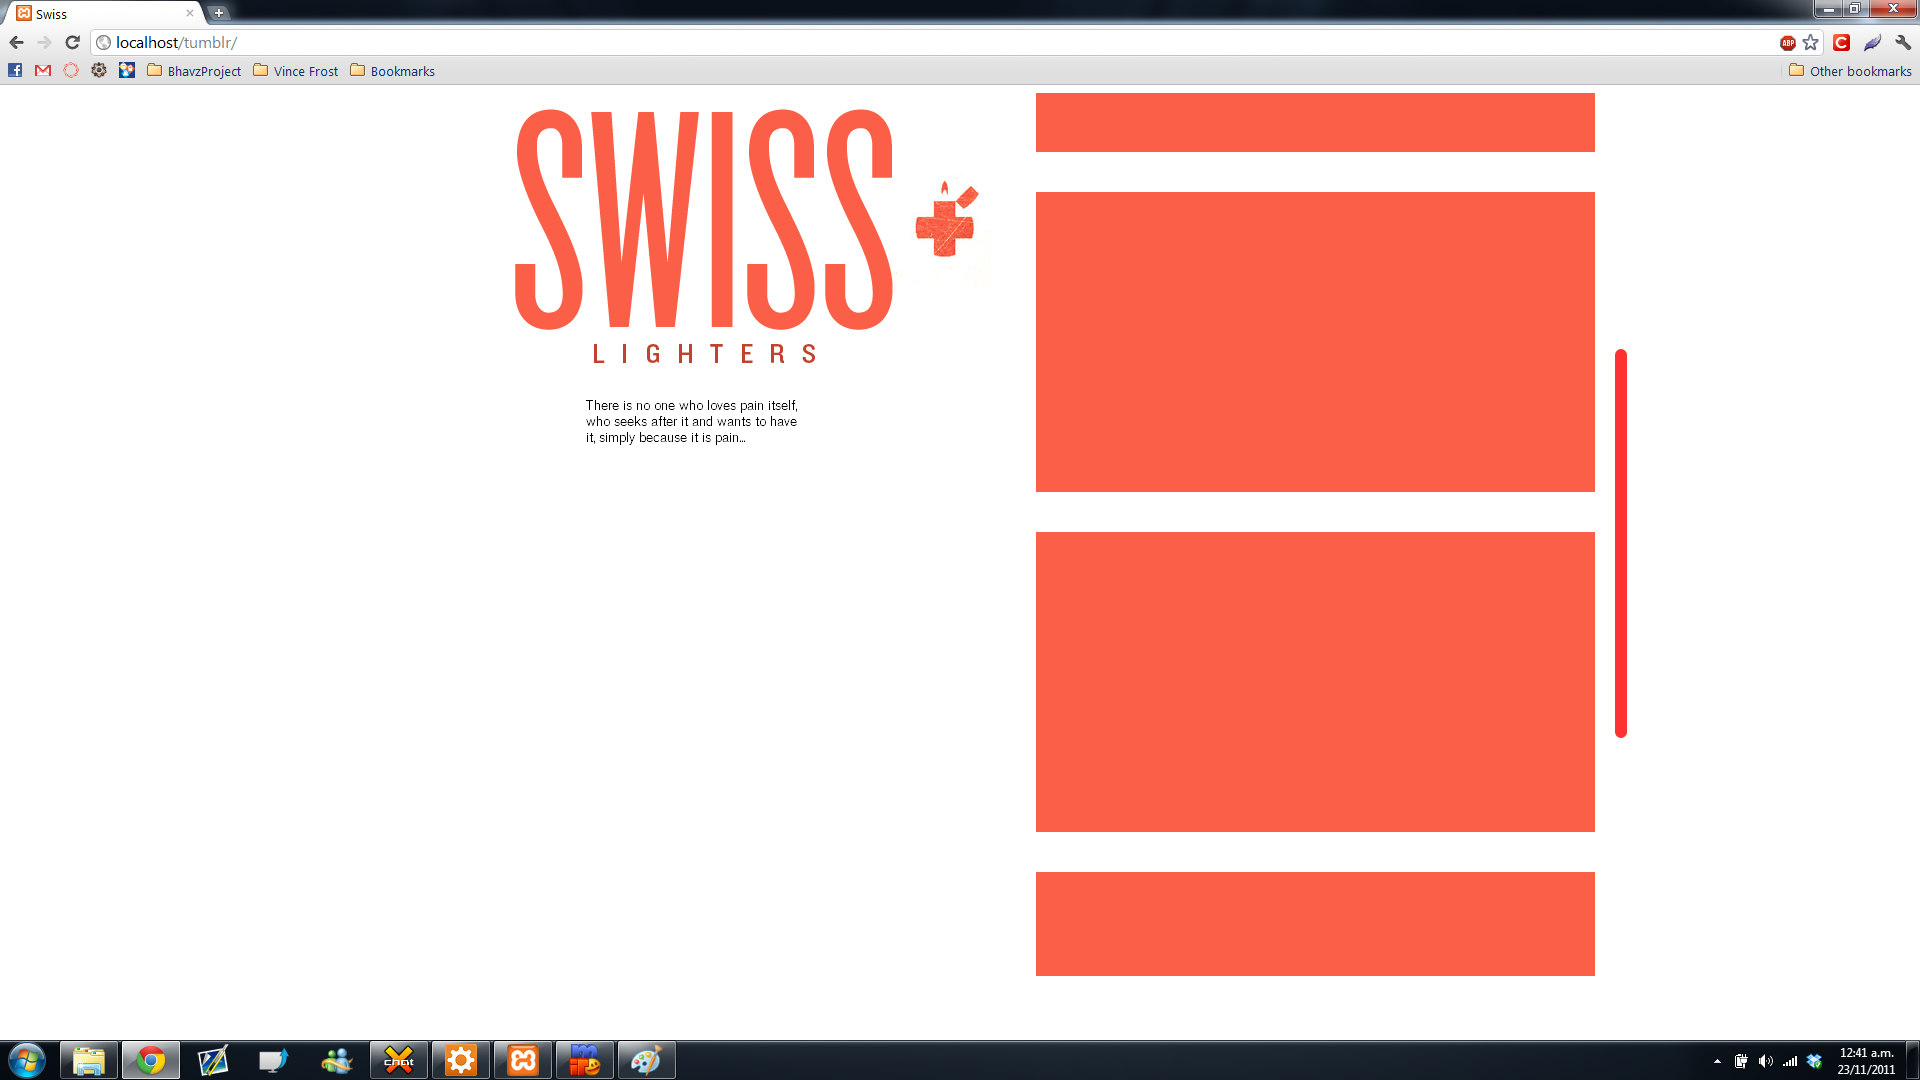 Swiss
localhost/tumblr/
ABP
C
BhavzProject
Vince Frost
Bookmarks
Other bookmarks
SWISS
LIGHTERS
There is no one who loves pain itself,
who seeks after it and wants to have
it, simply because it is pain...
chat
12:41 a.m.
23/11/2011